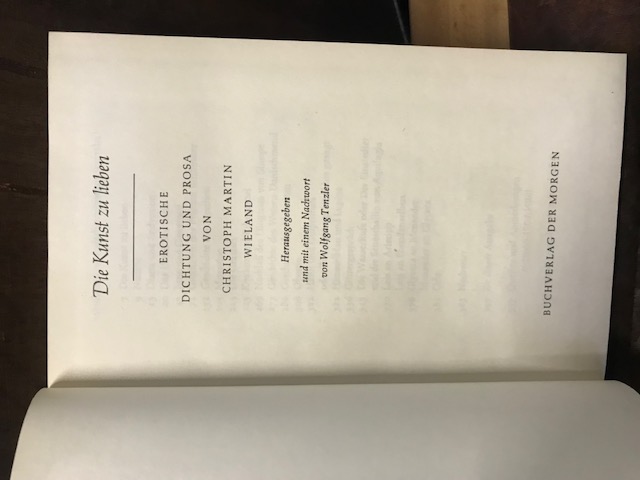 Die Kunst zu lieben
EROTISCHE
DICHTUNG UND PROSA
VON
CHRISTOPH MARTIN
WIELAND
Herausgegeben
und mit einem Nachwort
von Wolfgang Tenzler
BUCHVERLAG DER MORGEN